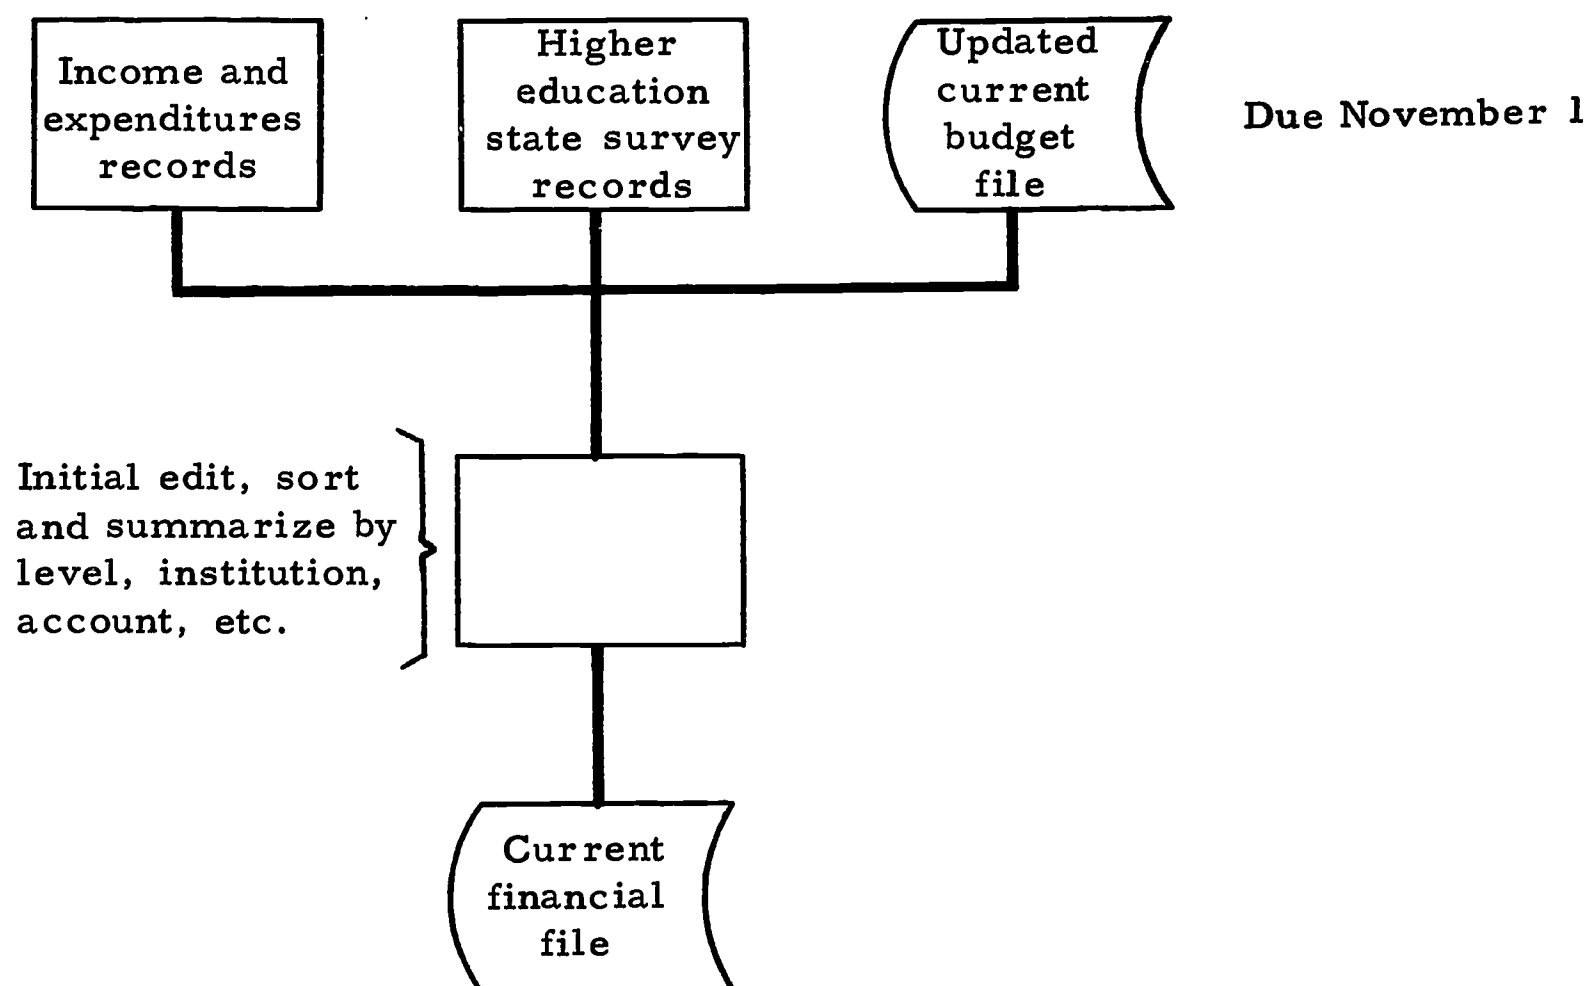 Income and
expenditures
records
Higher
education
state survey
records
Updated
current
budget
file
Due November 1
Initial edit, sort
and summarize by
level, institution,
account, etc.
Current
financial
file